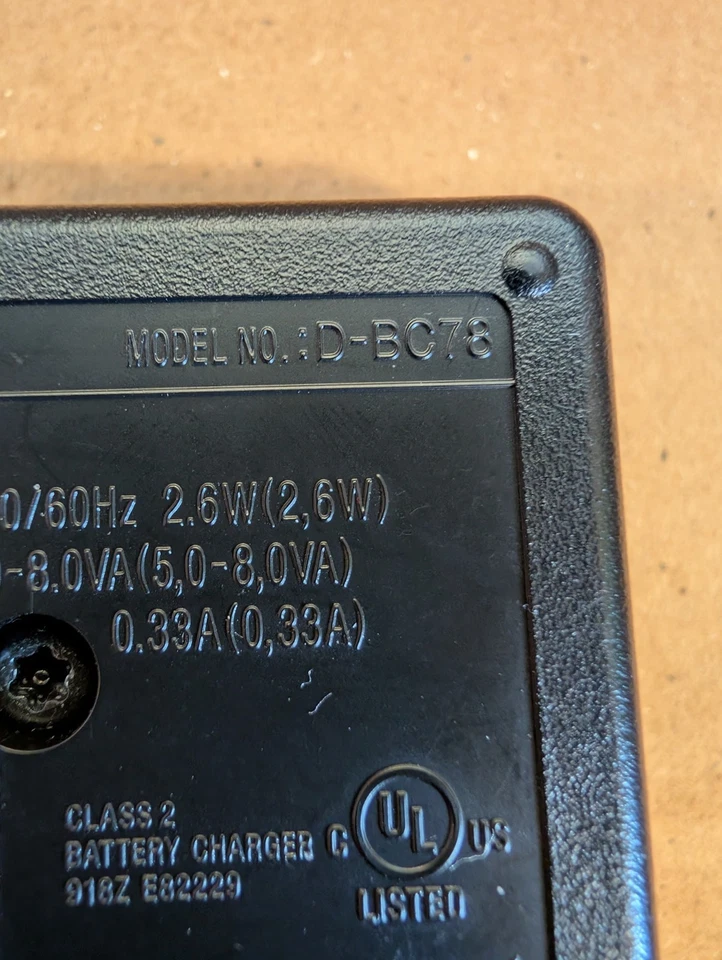 MODEL NO.: D-BC78
0/60Hz 2.6W(2,6W)
-8.0VA(5,0-8,0VA)
0.33A(0,33A)
CLASS 2
BATTERY CHARGER
918Z E82229
C UL US
LISTED